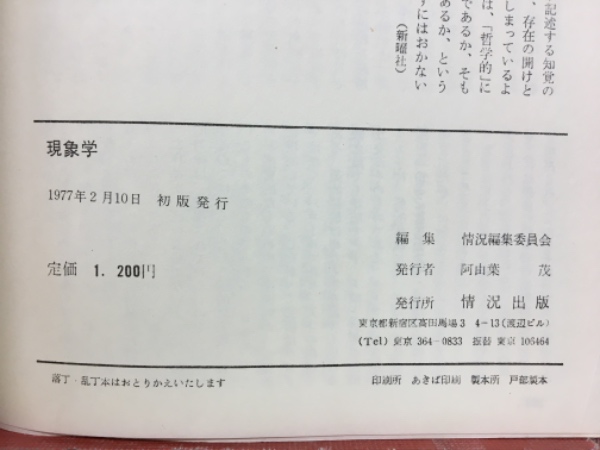 記述する知覚の
、存在の開けと
しまっているよ
は、「哲学的」に
であるか、そも
あるか、という
ずにはおかない
(新曜社)
現象学
1977年2月10日 初版発行
定価 1.200円
編集 情況編集委員会
発行者 阿由葉 茂
発行所 情況出版
東京都新宿区高田馬場3 4-13(渡辺ビル)
(Tel) 東京 364-0833 振替 東京 105464
落丁・乱丁本はおとりかえいたします
印刷所 あきば印刷 製本所 戸部製本